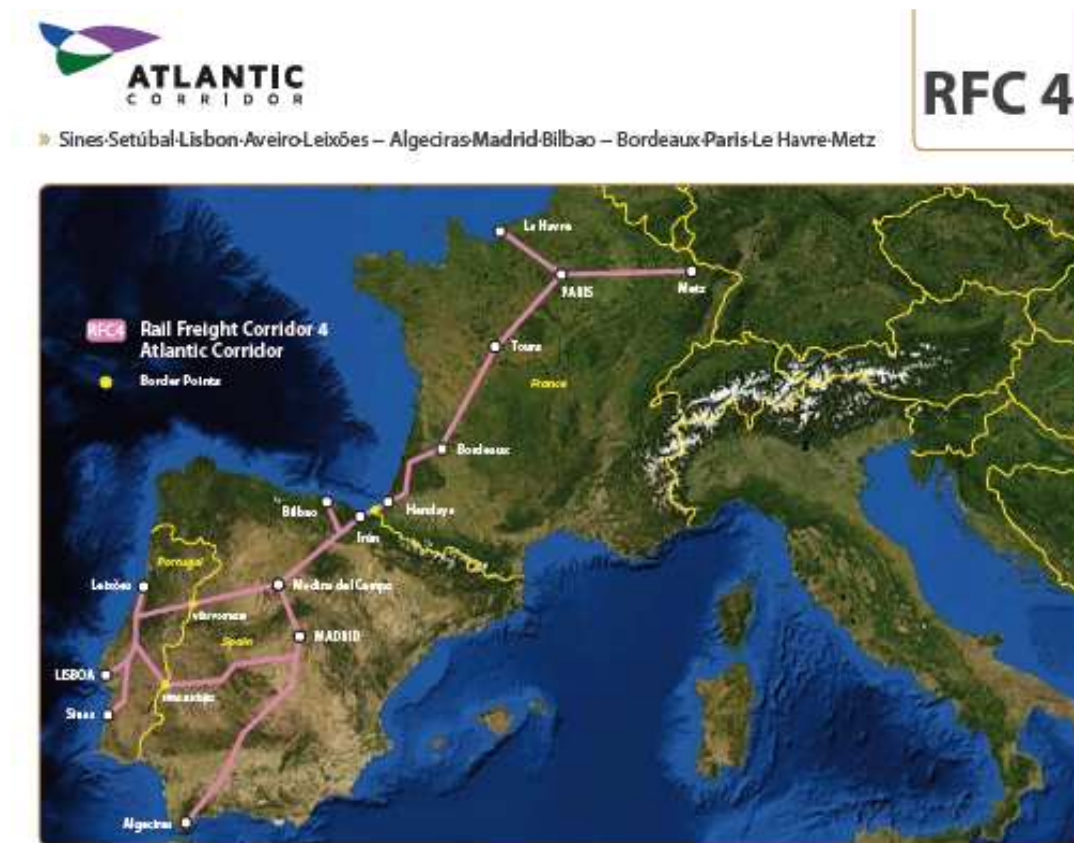 ATLANTIC
CORRIDOR
RFC 4
» Sines·Setúbal·Lisbon·Aveiro·Leixões – Algeciras·Madrid·Bilbao – Bordeaux·Paris·Le Havre·Metz
Le Havre
PARIS
Metz
RFC4 Rail Freight Corridor 4
Atlantic Corridor
Border Points
Tours
France
Bordeaux
Bilbao
Hendaye
Irún
Portugal
Leixões
Medina del Campo
Spain
MADRID
LISBOA
Sines
Algeciras